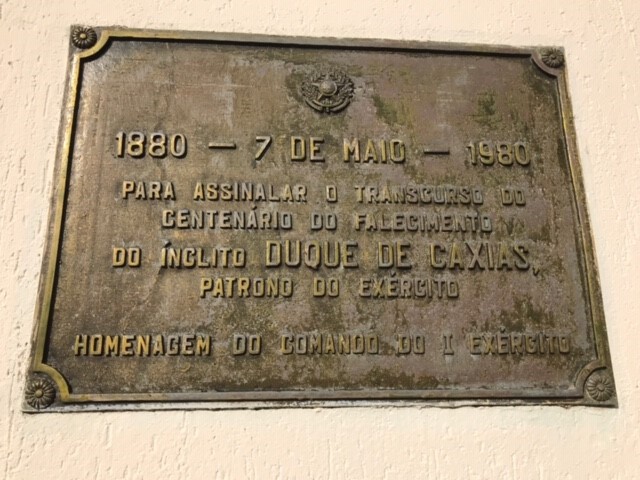 1880 — 7 DE MAIO — 1980
PARA ASSINALAR O TRANSCURSO DO
CENTENÁRIO DO FALECIMENTO
DO ÍNCLITO DUQUE DE CAXIAS,
PATRONO DO EXÉRCITO
HOMENAGEM DO COMANDO DO I EXÉRCITO